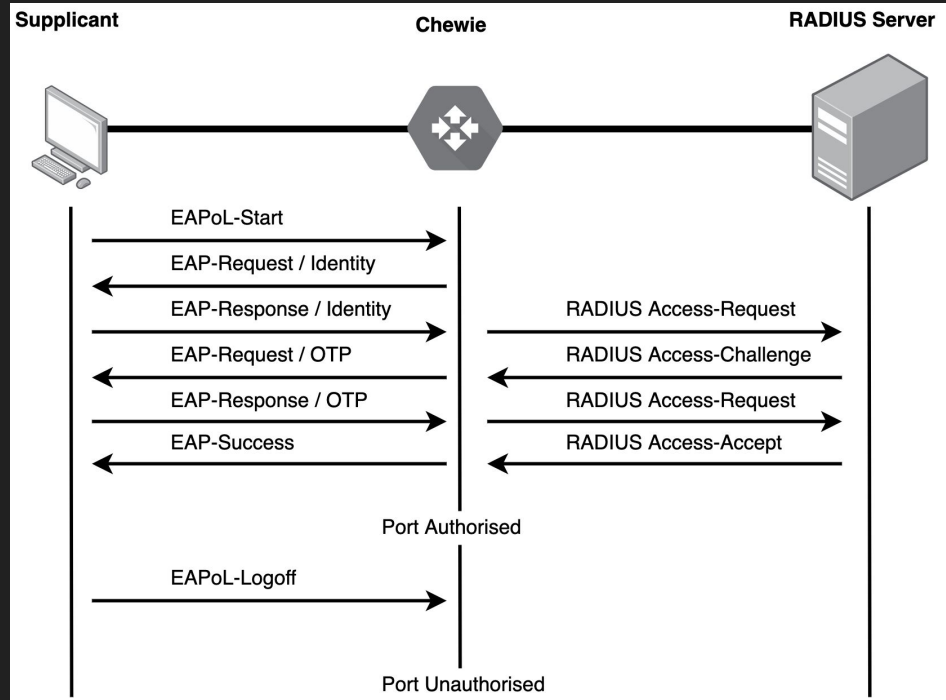 Supplicant
Chewie
RADIUS Server
EAPoL-Start
EAP-Request / Identity
EAP-Response / Identity
RADIUS Access-Request
EAP-Request / OTP
RADIUS Access-Challenge
EAP-Response / OTP
RADIUS Access-Request
EAP-Success
RADIUS Access-Accept
Port Authorised
EAPoL-Logoff
Port Unauthorised